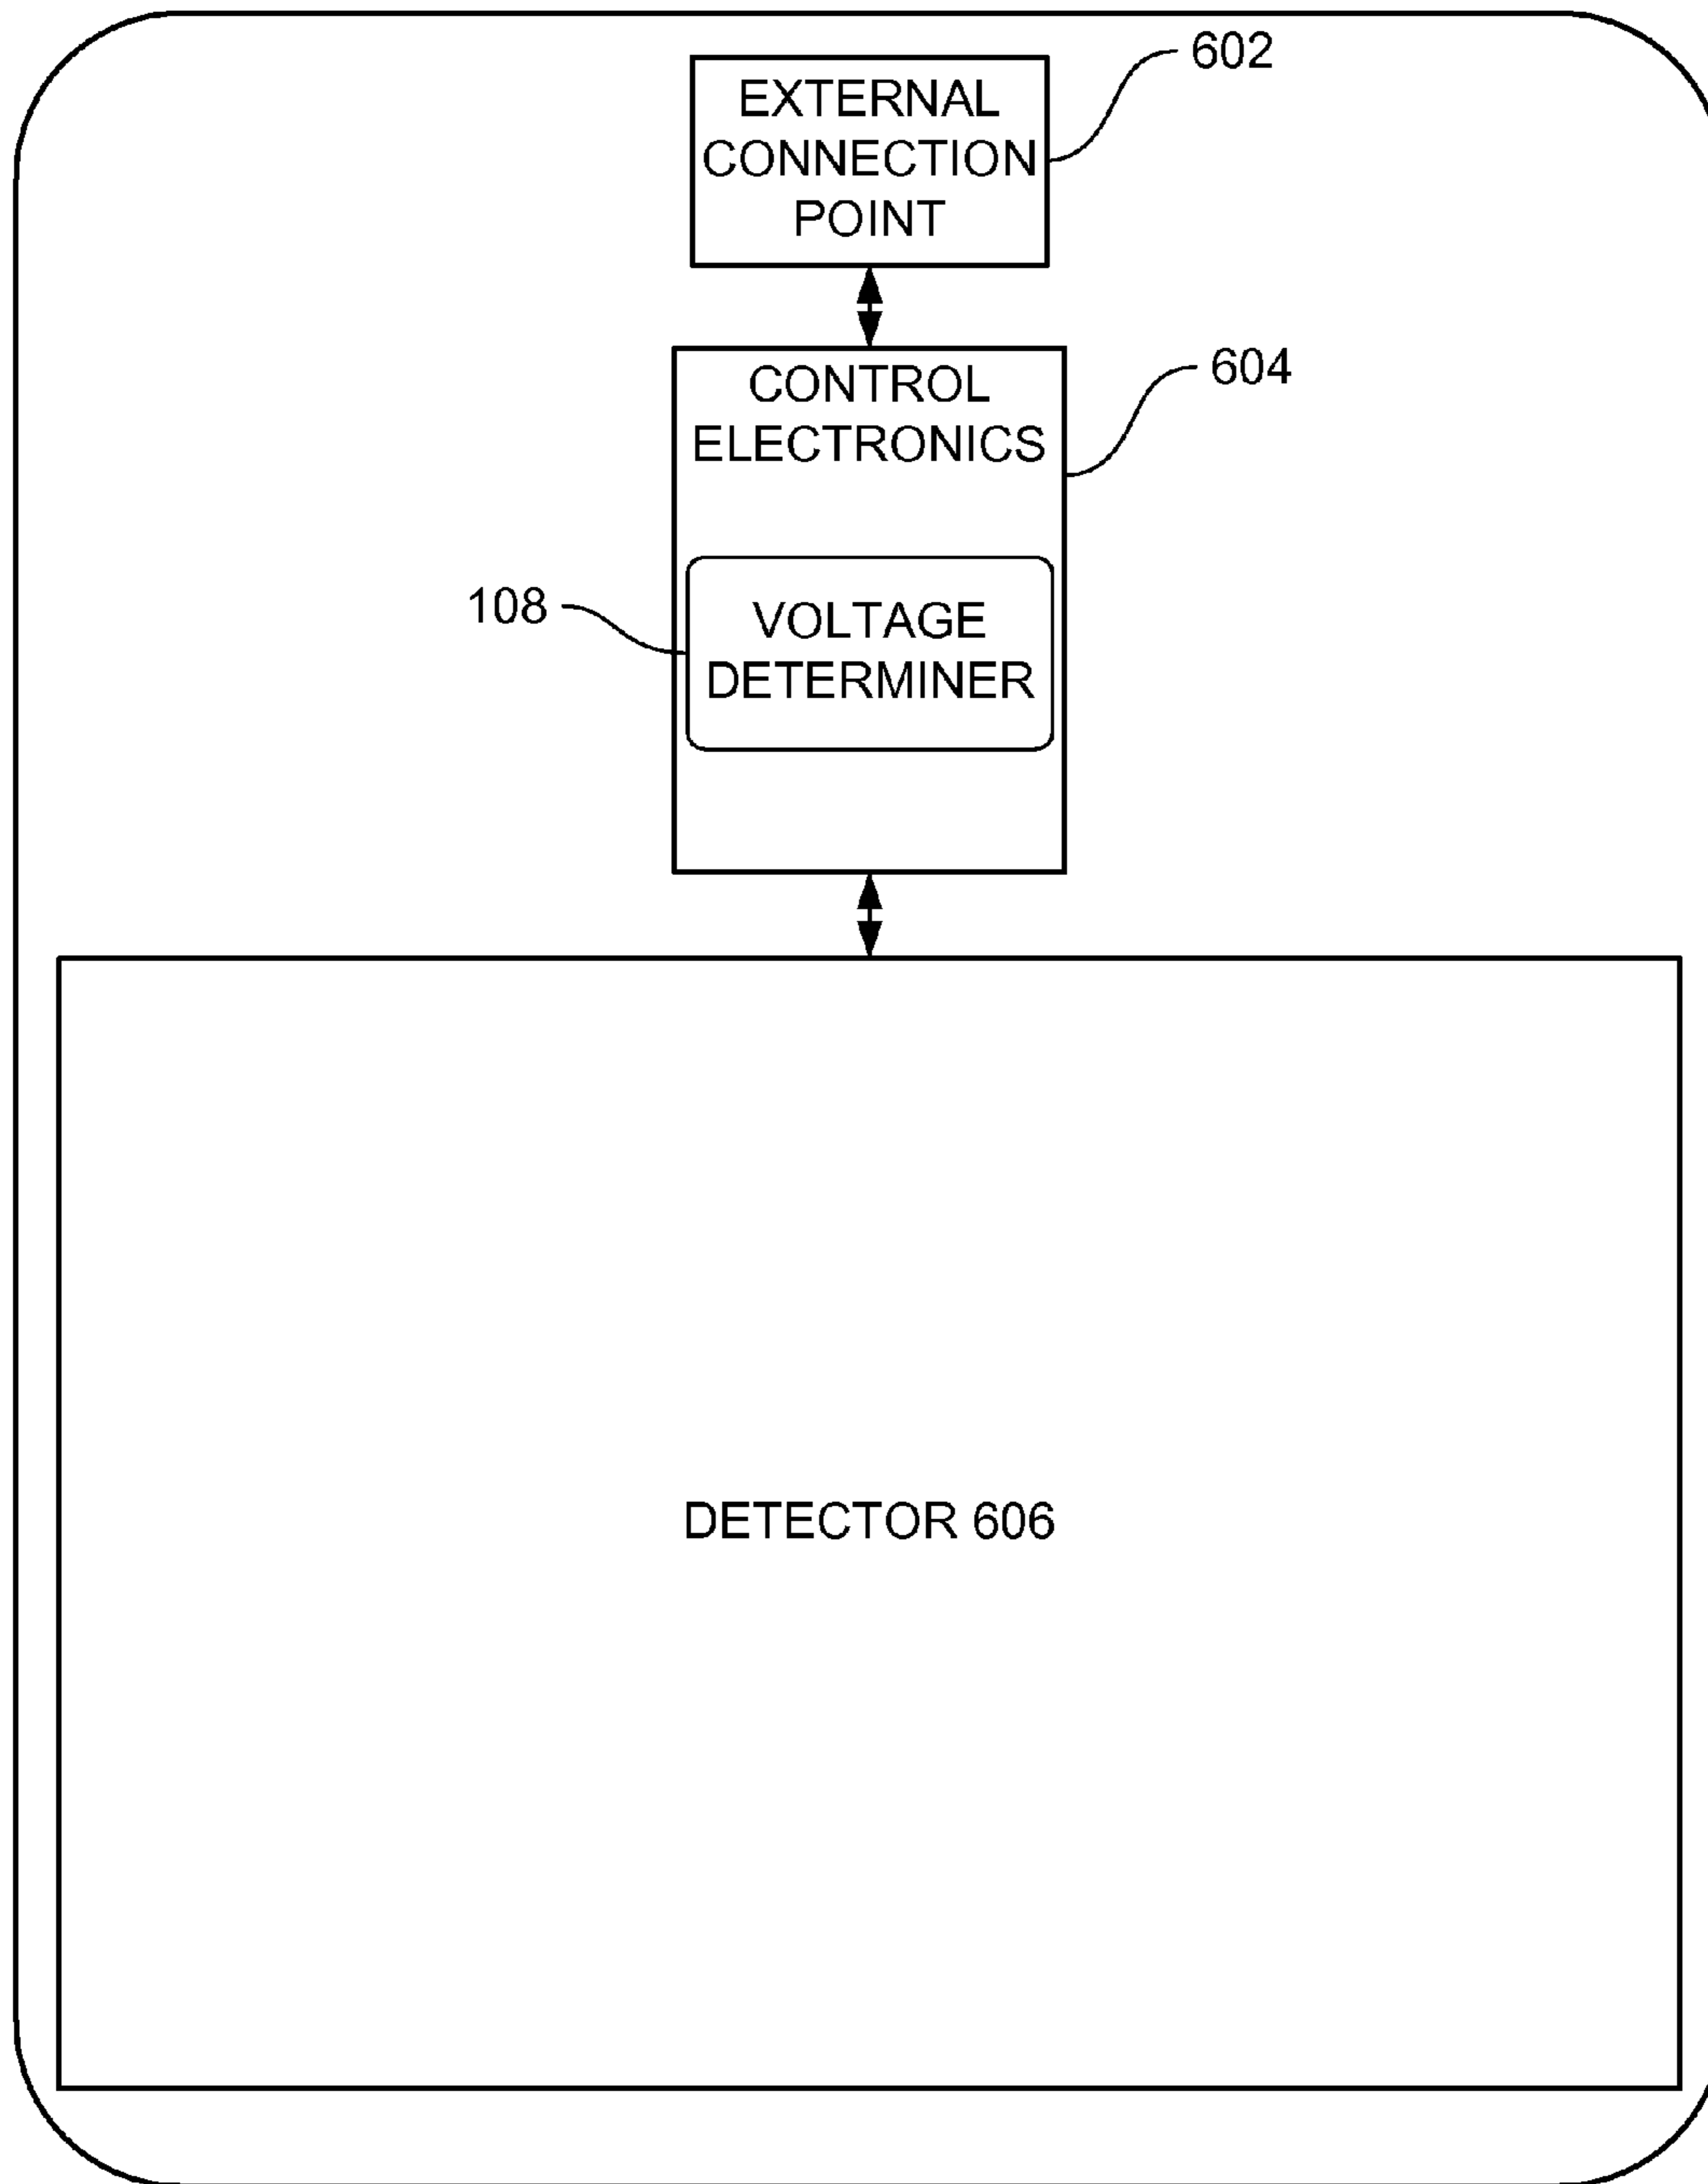 602
EXTERNAL
CONNECTION
POINT
604
CONTROL
ELECTRONICS
108
VOLTAGE
DETERMINER
DETECTOR 606